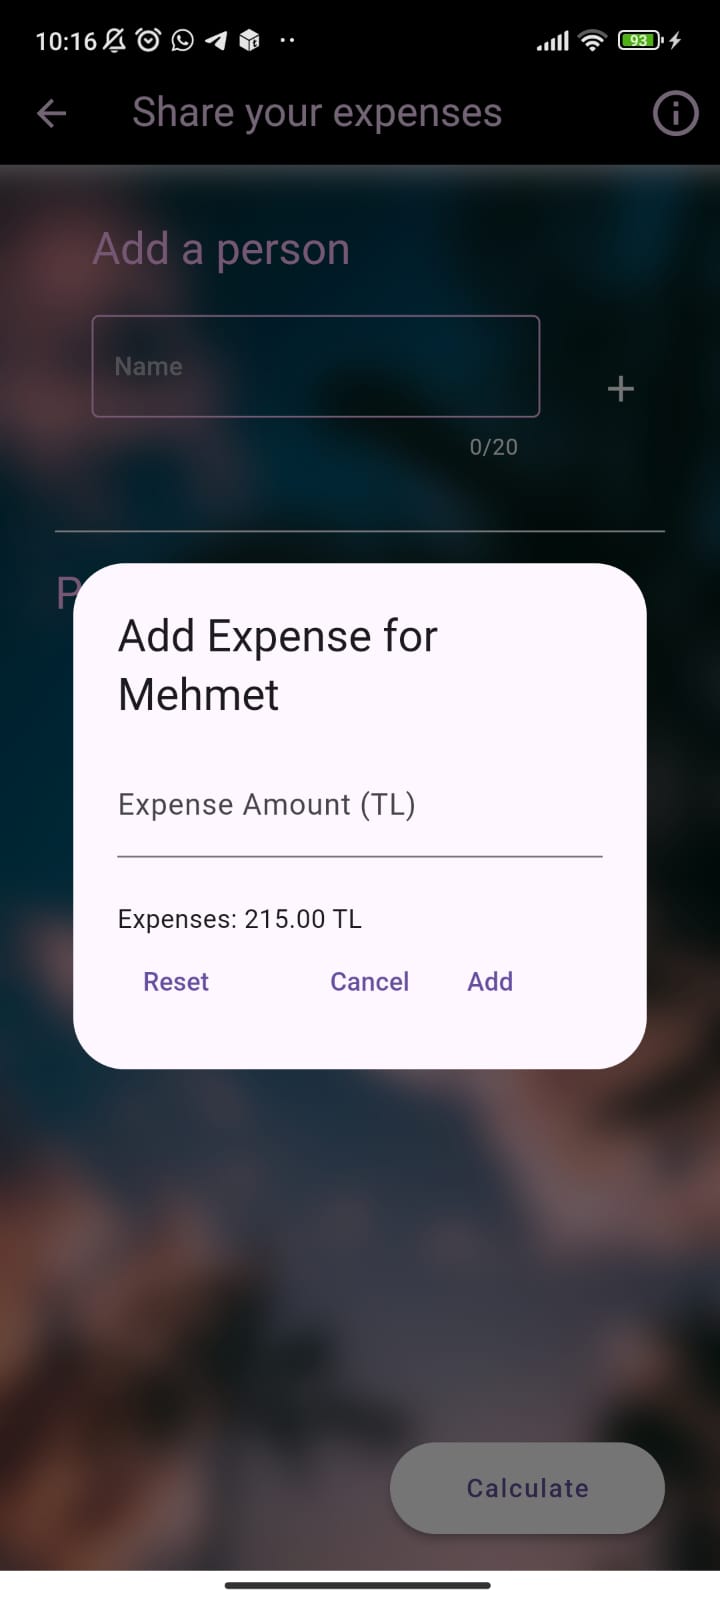 10:16
93
Share your expenses
Add a person
Name
0/20
Add Expense for
Mehmet
Expense Amount (TL)
Expenses: 215.00 TL
Reset Cancel Add
Calculate